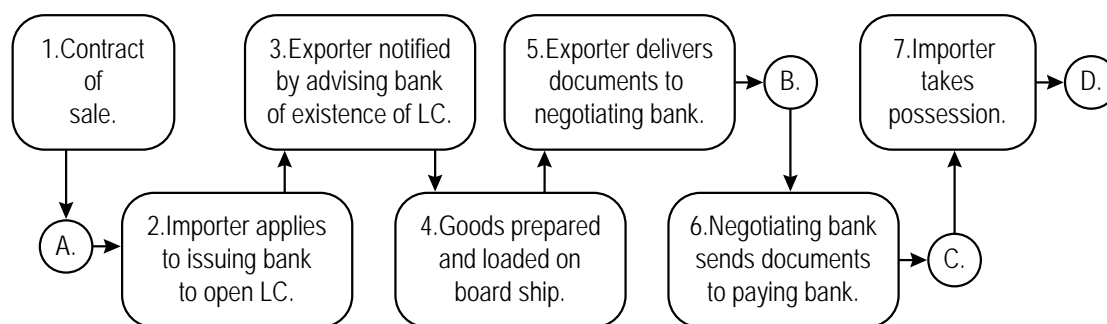 1.Contract
of
sale.
A.
2.Importer applies
to issuing bank
to open LC.
3.Exporter notified
by advising bank
of existence of LC.
4.Goods prepared
and loaded on
board ship.
5.Exporter delivers
documents to
negotiating bank.
B.
6.Negotiating bank
sends documents
to paying bank.
C.
7.Importer
takes
possession.
D.